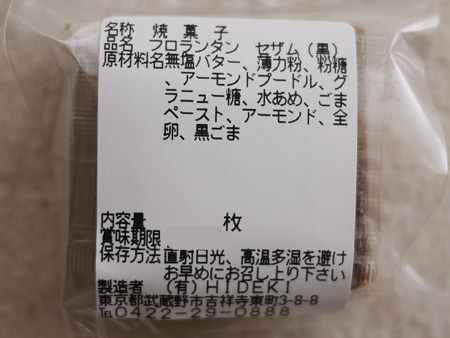 名称 焼菓子
品名 フロランタン セザム(黒)
原材料名無塩バター、薄力粉、粉糖
、アーモンドプードル、グ
ラニュー糖、水あめ、ごま
ペースト、アーモンド、全
卵、黒ごま
内容量 枚
賞味期限
保存方法 直射日光、高温多湿を避け
お早めにお召し上り下さい
製造者 (有)HIDEKI
東京都武蔵野市吉祥寺東町3-8-8
℡0422-29-0888